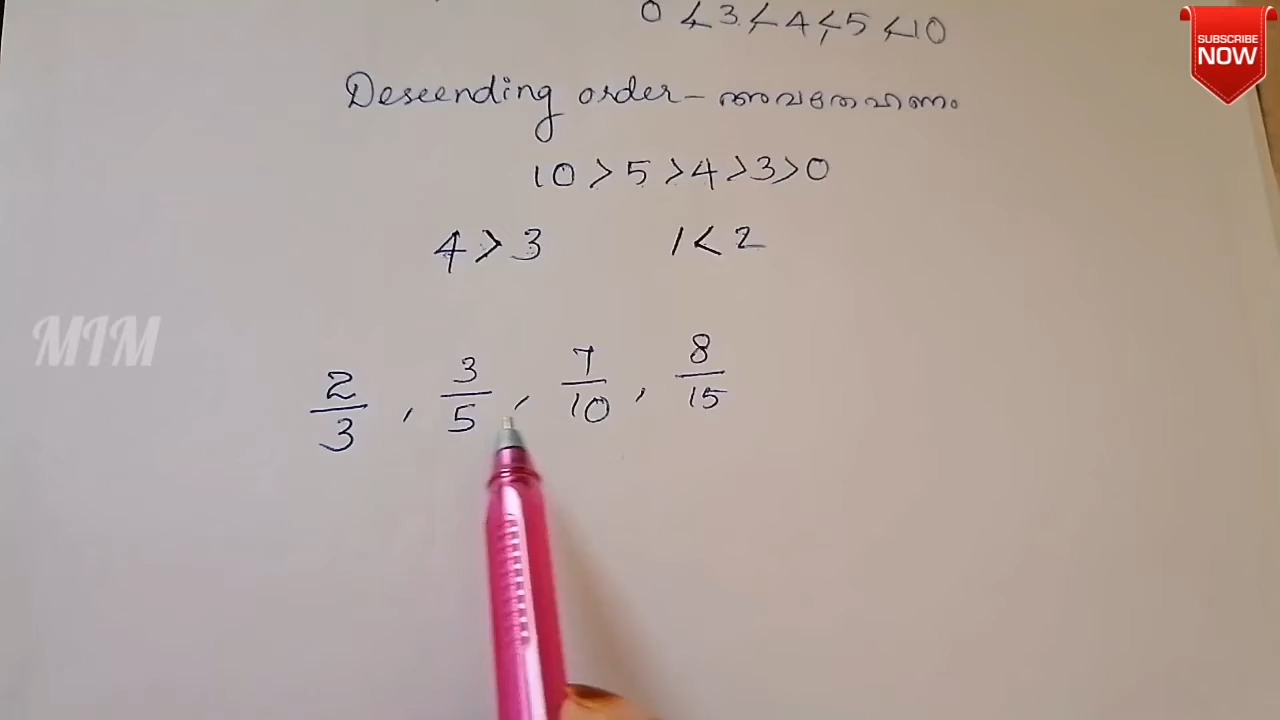 0 < 3 < 4 < 5 < 10
SUBSCRIBE
NOW
Descending order - അവരോഹണം
10 > 5 > 4 > 3 > 0
4 > 3 1 < 2
MIM
2/3 , 3/5 , 7/10 , 8/15